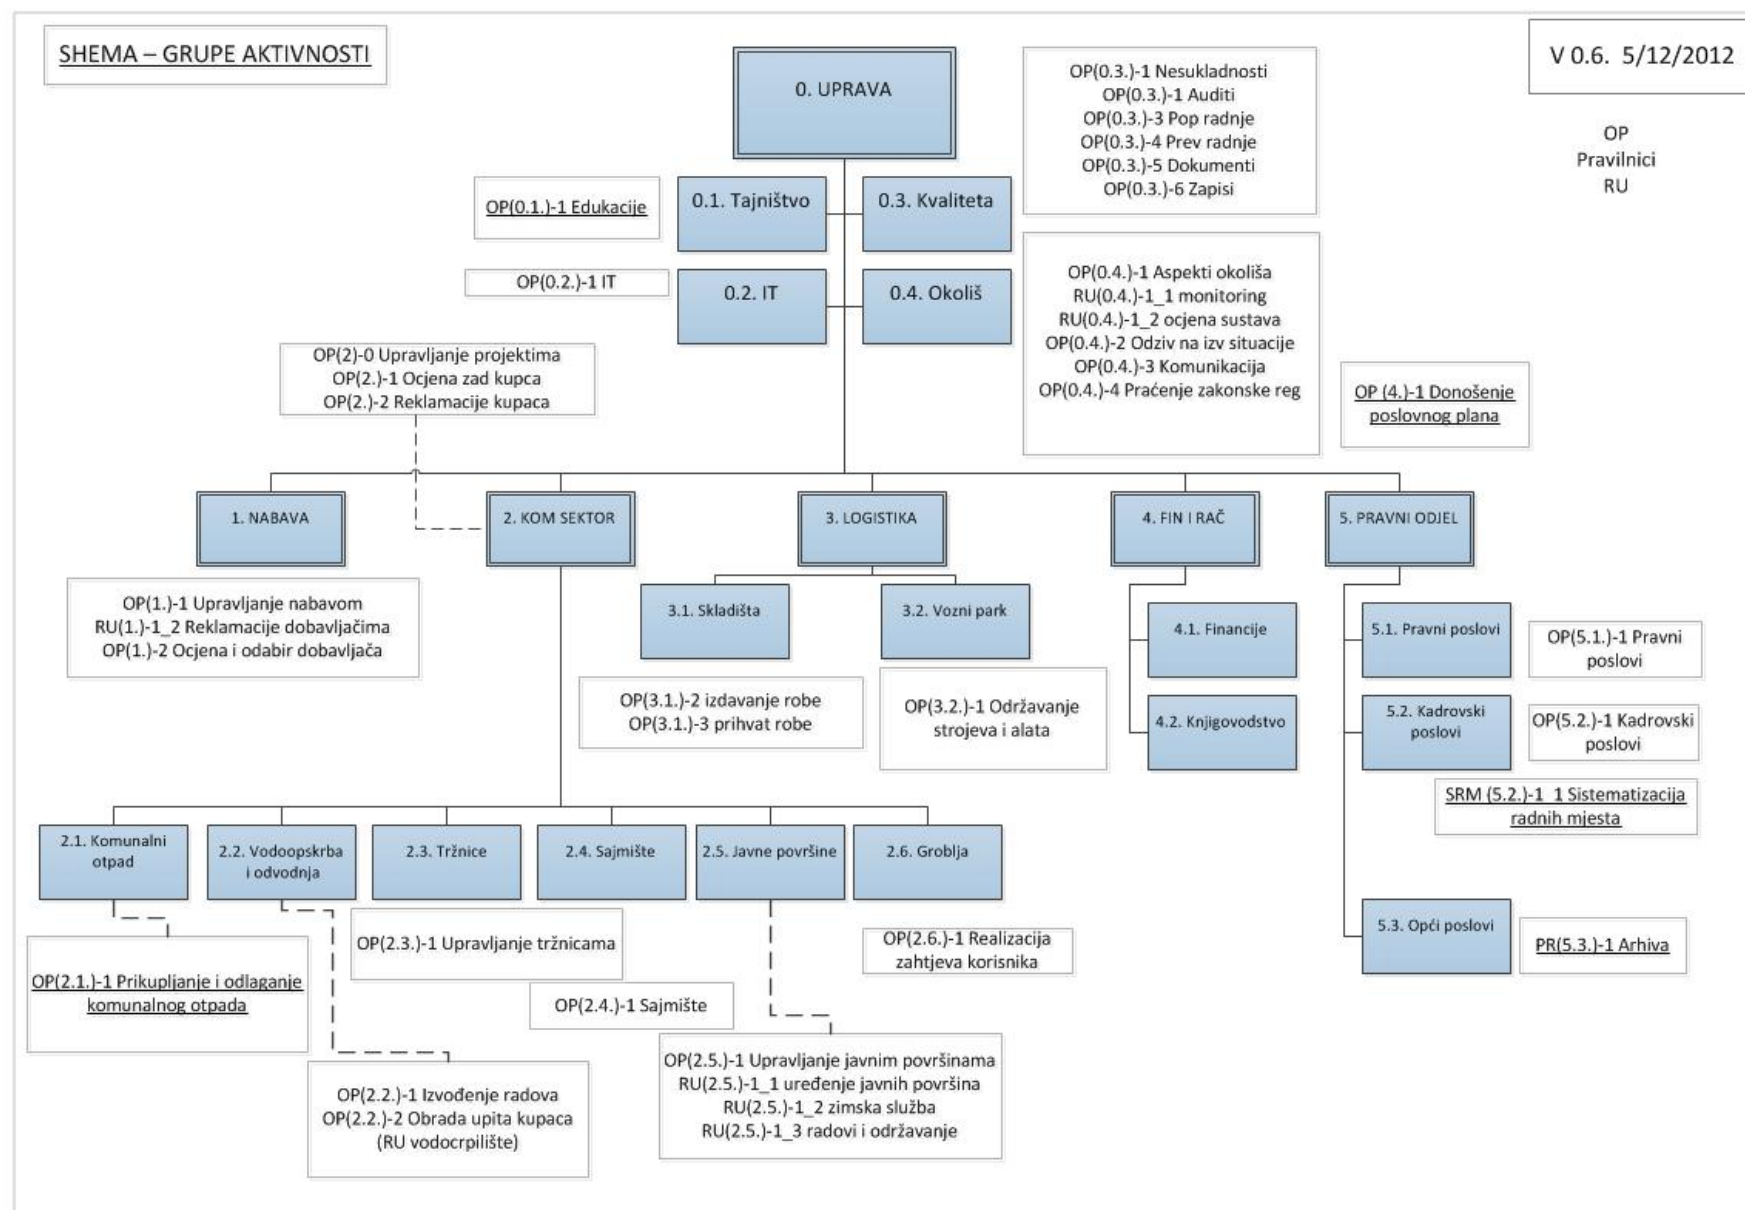 SHEMA – GRUPE AKTIVNOSTI
V 0.6. 5/12/2012
OP
Pravilnici
RU
0. UPRAVA
OP(0.3.)-1 Nesukladnosti
OP(0.3.)-1 Auditi
OP(0.3.)-3 Pop radnje
OP(0.3.)-4 Prev radnje
OP(0.3.)-5 Dokumenti
OP(0.3.)-6 Zapisi
OP(0.1.)-1 Edukacije
0.1. Tajništvo
0.3. Kvaliteta
OP(0.2.)-1 IT
0.2. IT
0.4. Okoliš
OP(0.4.)-1 Aspekti okoliša
RU(0.4.)-1_1 monitoring
RU(0.4.)-1_2 ocjena sustava
OP(0.4.)-2 Odziv na izv situacije
OP(0.4.)-3 Komunikacija
OP(0.4.)-4 Praćenje zakonske reg
OP(2)-0 Upravljanje projektima
OP(2.)-1 Ocjena zad kupca
OP(2.)-2 Reklamacije kupaca
OP (4.)-1 Donošenje
poslovnog plana
1. NABAVA
2. KOM SEKTOR
3. LOGISTIKA
4. FIN I RAČ
5. PRAVNI ODJEL
OP(1.)-1 Upravljanje nabavom
RU(1.)-1_2 Reklamacije dobavljačima
OP(1.)-2 Ocjena i odabir dobavljača
3.1. Skladišta
3.2. Vozni park
OP(3.1.)-2 izdavanje robe
OP(3.1.)-3 prihvat robe
OP(3.2.)-1 Održavanje
strojeva i alata
4.1. Financije
4.2. Knjigovodstvo
5.1. Pravni poslovi
OP(5.1.)-1 Pravni
poslovi
5.2. Kadrovski
poslovi
OP(5.2.)-1 Kadrovski
poslovi
SRM (5.2.)-1_1 Sistematizacija
radnih mjesta
5.3. Opći poslovi
PR(5.3.)-1 Arhiva
2.1. Komunalni
otpad
2.2. Vodoopskrba
i odvodnja
2.3. Tržnice
2.4. Sajmište
2.5. Javne površine
2.6. Groblja
OP(2.1.)-1 Prikupljanje i odlaganje
komunalnog otpada
OP(2.3.)-1 Upravljanje tržnicama
OP(2.4.)-1 Sajmište
OP(2.6.)-1 Realizacija
zahtjeva korisnika
OP(2.2.)-1 Izvođenje radova
OP(2.2.)-2 Obrada upita kupaca
(RU vodocrpilište)
OP(2.5.)-1 Upravljanje javnim površinama
RU(2.5.)-1_1 uređenje javnih površina
RU(2.5.)-1_2 zimska služba
RU(2.5.)-1_3 radovi i održavanje